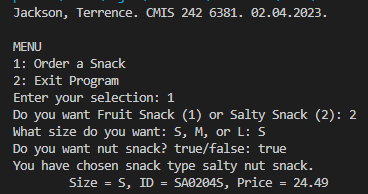 Jackson, Terrence. CMIS 242 6381. 02.04.2023.
MENU
1: Order a Snack
2: Exit Program
Enter your selection: 1
Do you want Fruit Snack (1) or Salty Snack (2): 2
What size do you want: S, M, or L: S
Do you want nut snack? true/false: true
You have chosen snack type salty nut snack.
Size = S, ID = SA0204S, Price = 24.49